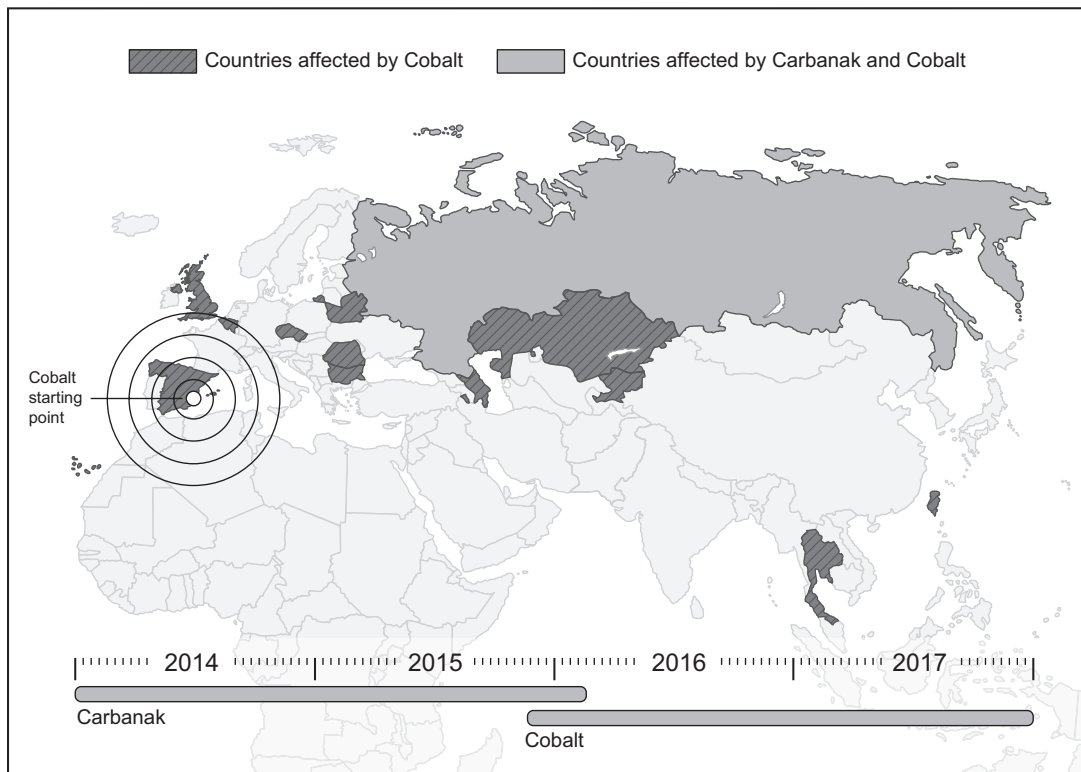 Countries affected by Cobalt
Countries affected by Carbanak and Cobalt
Cobalt
starting
point
2014 2015 2016 2017
Carbanak
Cobalt